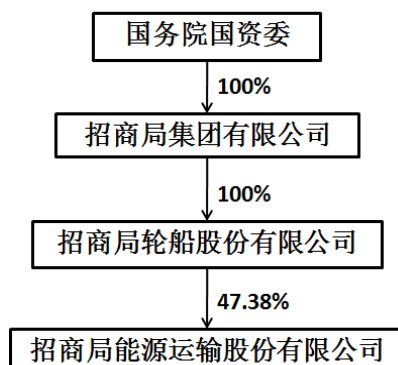 国务院国资委
100%
招商局集团有限公司
100%
招商局轮船股份有限公司
47.38%
招商局能源运输股份有限公司